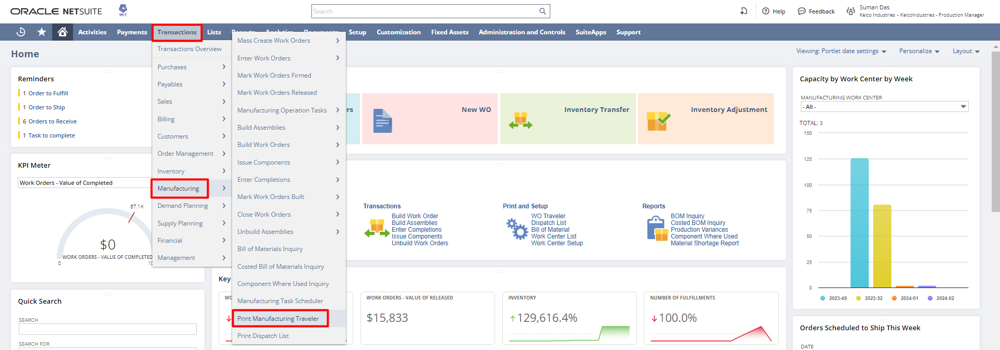 ORACLE NETSUITE
WCT
Search
Help
Feedback
Suman Das
Kelco Industries - KelcoIndustries - Production Manager
Activities
Payments
Transactions
Lists
Reports
Analytics
Documents
Setup
Customization
Fixed Assets
Administration and Controls
SuiteApps
Support
Home
Viewing: Portlet date settings
Personalize
Layout
Transactions Overview
Purchases
Payables
Sales
Billing
Customers
Order Management
Inventory
Manufacturing
Demand Planning
Supply Planning
Financial
Management
Mass Create Work Orders
Enter Work Orders
Mark Work Orders Firmed
Mark Work Orders Released
Manufacturing Operation Tasks
Build Assemblies
Build Work Orders
Issue Components
Enter Completions
Mark Work Orders Built
Close Work Orders
Unbuild Assemblies
Bill of Materials Inquiry
Costed Bill of Materials Inquiry
Component Where Used Inquiry
Manufacturing Task Scheduler
Print Manufacturing Traveler
Print Dispatch List
Reminders
1 Order to Fulfill
1 Order to Ship
6 Orders to Receive
1 Task to complete
KPI Meter
Work Orders - Value of Completed
67.1K
$0
WORK ORDERS - VALUE OF COMPLETED
0
10
Quick Search
SEARCH
SEARCH FOR
rs
New WO
Inventory Transfer
Inventory Adjustment
Transactions
Build Work Order
Build Assemblies
Enter Completions
Issue Components
Unbuild Work Orders
Print and Setup
WO Traveler
Dispatch List
Bill of Material
Work Center List
Work Center Setup
Reports
BOM Inquiry
Costed BOM Inquiry
Production Variances
Component Where Used
Material Shortage Report
Key
WO
WORK ORDERS - VALUE OF RELEASED
$15,833
INVENTORY
129,616.4%
NUMBER OF FULFILLMENTS
100.0%
Capacity by Work Center by Week
MANUFACTURING WORK CENTER
- All -
TOTAL: 3
150
125
100
75
50
25
0
2023-49
2023-52
2024-01
2024-02
Orders Scheduled to Ship This Week
DATE